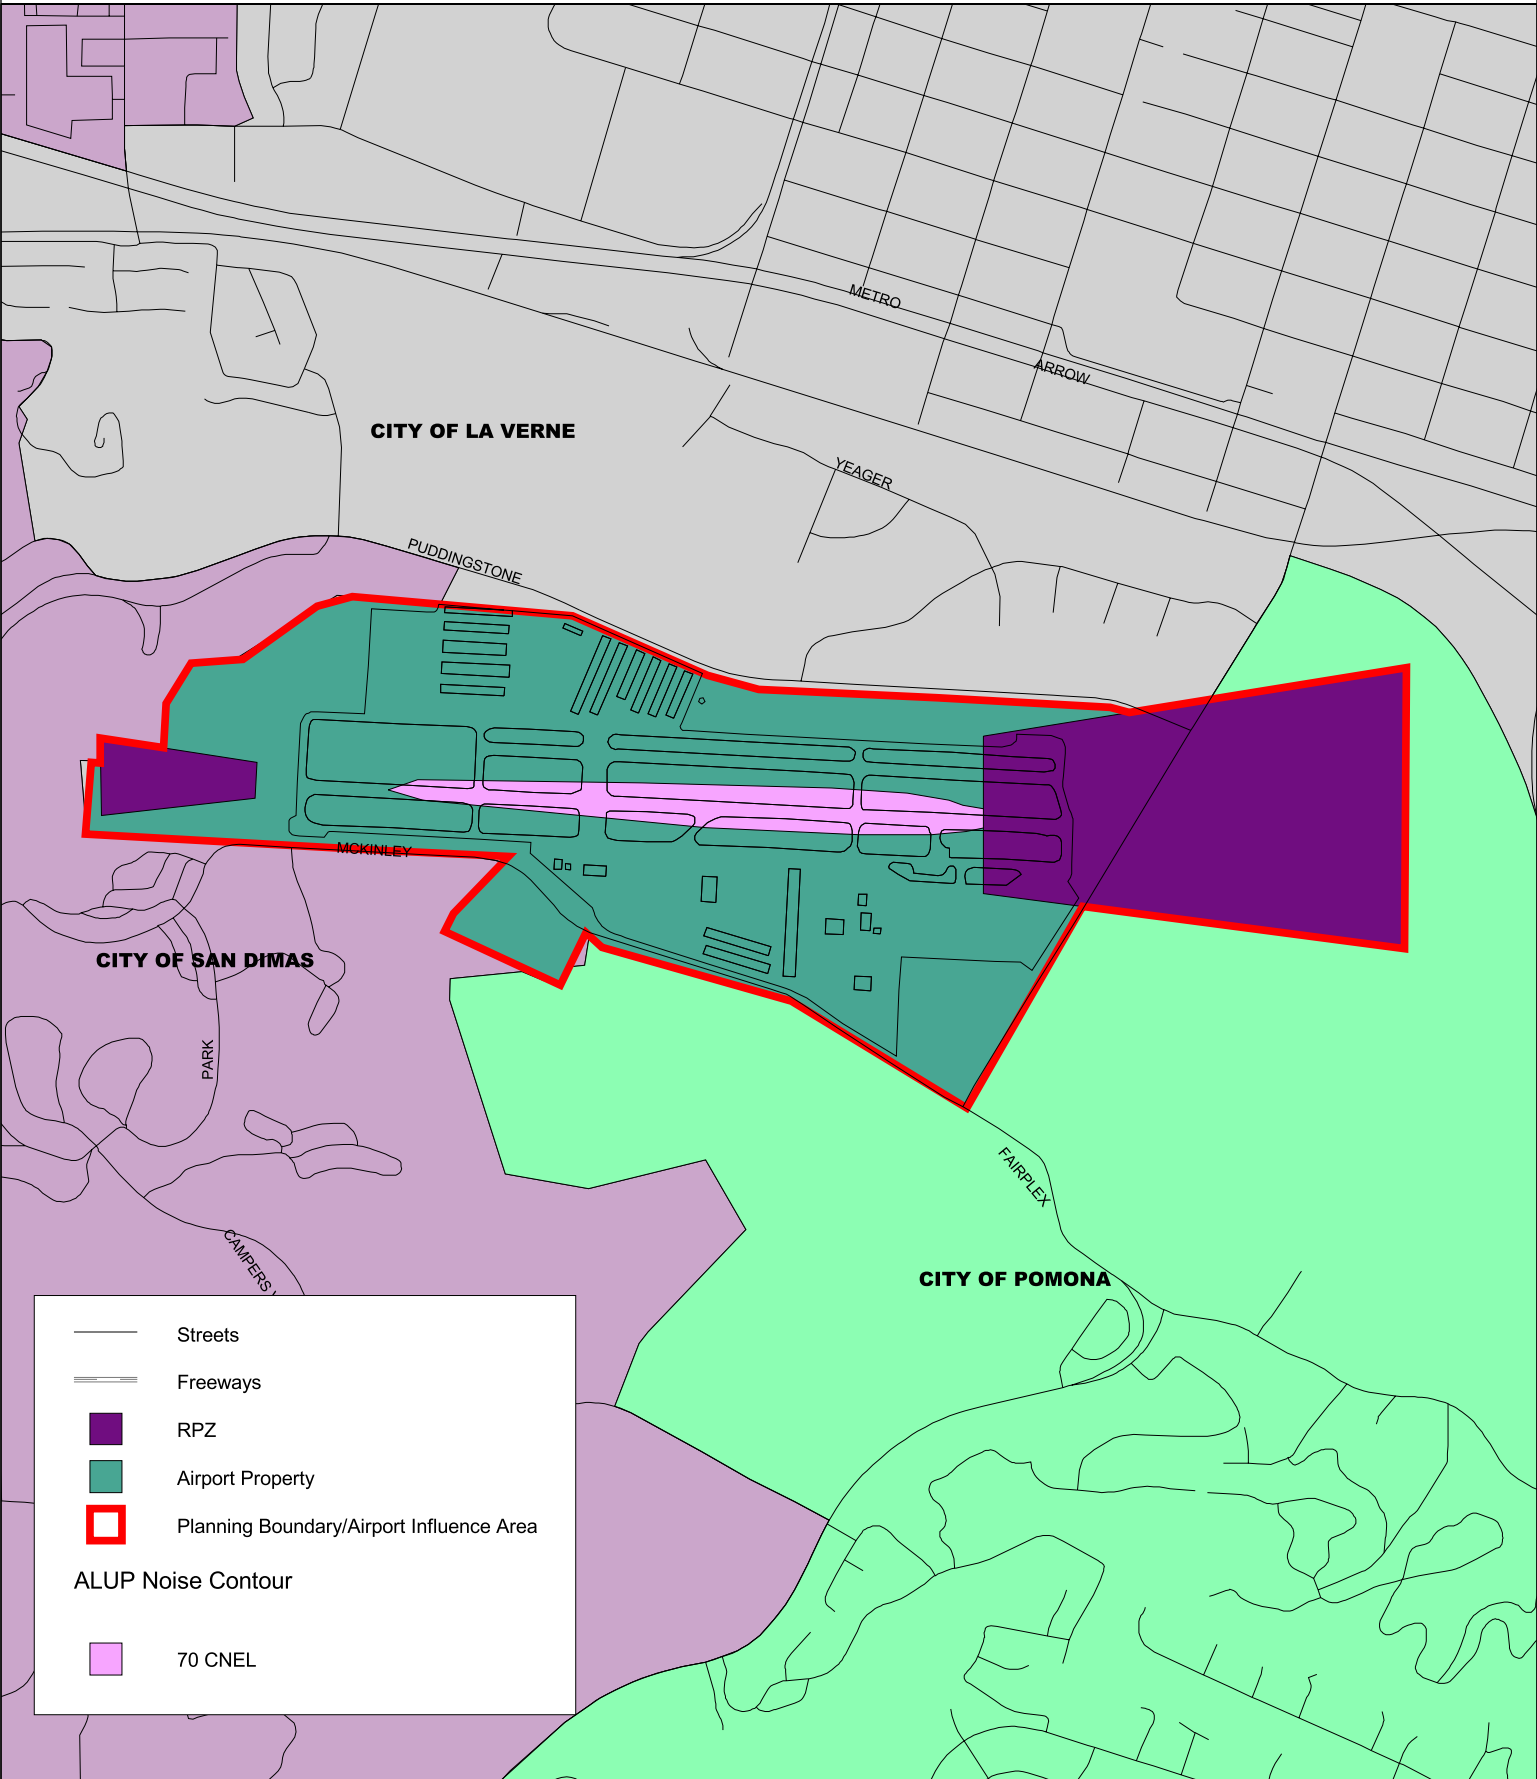 METRO
ARROW
CITY OF LA VERNE
YEAGER
PUDDINGSTONE
MCKINLEY
CITY OF SAN DIMAS
PARK
FAIRPLEX
CAMPERS
CITY OF POMONA
Streets
Freeways
RPZ
Airport Property
Planning Boundary/Airport Influence Area
ALUP Noise Contour
70 CNEL